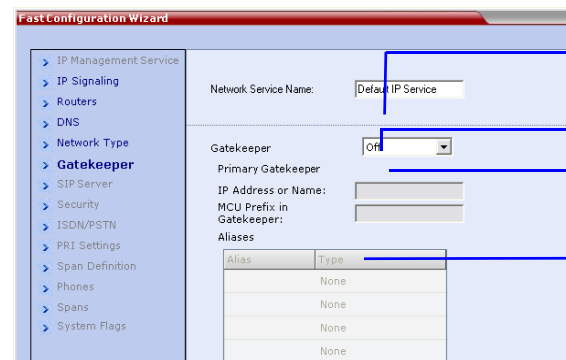 Fast Configuration Wizard
IP Management Service
IP Signaling
Routers
DNS
Network Type
Gatekeeper
SIP Server
Security
ISDN/PSTN
PRI Settings
Span Definition
Phones
Spans
System Flags
Network Service Name: Default IP Service
Gatekeeper Off
Primary Gatekeeper
IP Address or Name:
MCU Prefix in
Gatekeeper:
Aliases
Alias Type
None
None
None
None